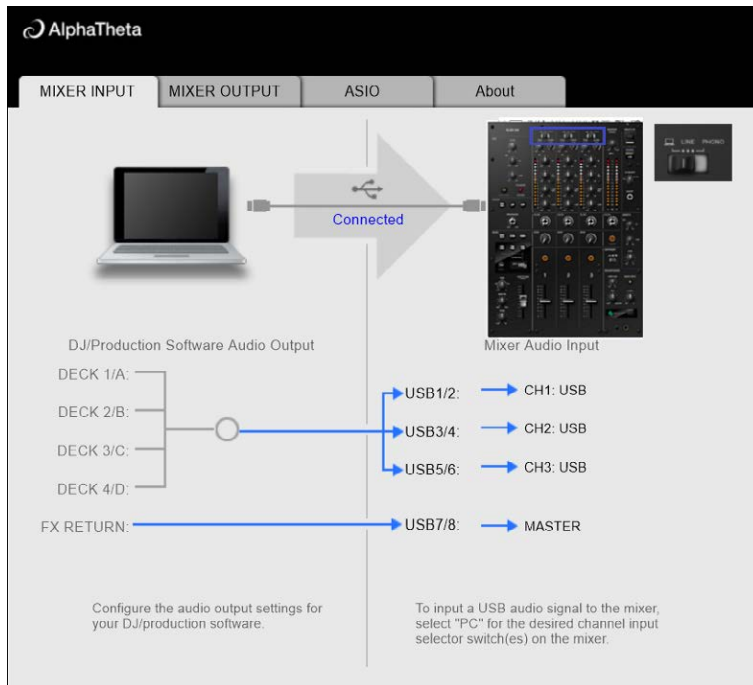 AlphaTheta
MIXER INPUT
MIXER OUTPUT
ASIO
About
LINE PHONO
Connected
DJ/Production Software Audio Output
Mixer Audio Input
DECK 1/A:
DECK 2/B:
DECK 3/C:
DECK 4/D:
FX RETURN:
USB1/2:
CH1: USB
USB3/4:
CH2: USB
USB5/6:
CH3: USB
USB7/8:
MASTER
Configure the audio output settings for
your DJ/production software.
To input a USB audio signal to the mixer,
select "PC" for the desired channel input
selector switch(es) on the mixer.